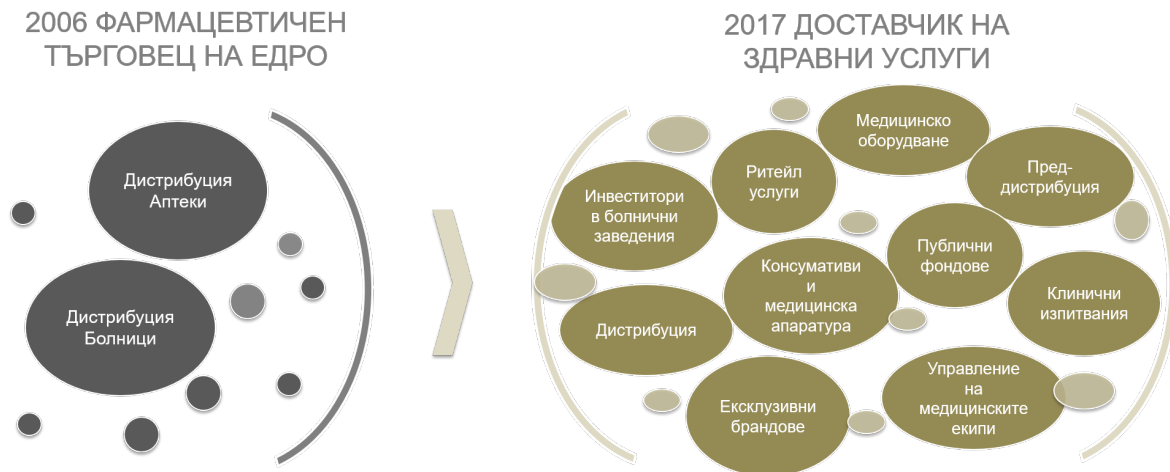 2006 ФАРМАЦЕВТИЧЕН
ТЪРГОВЕЦ НА ЕДРО
Дистрибуция
Аптеки
Дистрибуция
Болници
2017 ДОСТАВЧИК НА
ЗДРАВНИ УСЛУГИ
Медицинско
оборудване
Ритейл
услуги
Пред-
дистрибуция
Инвеститори
в болнични
заведения
Публични
фондове
Консумативи
и
медицинска
апаратура
Клинични
изпитвания
Дистрибуция
Управление
на
медицинските
екипи
Ексклузивни
брандове